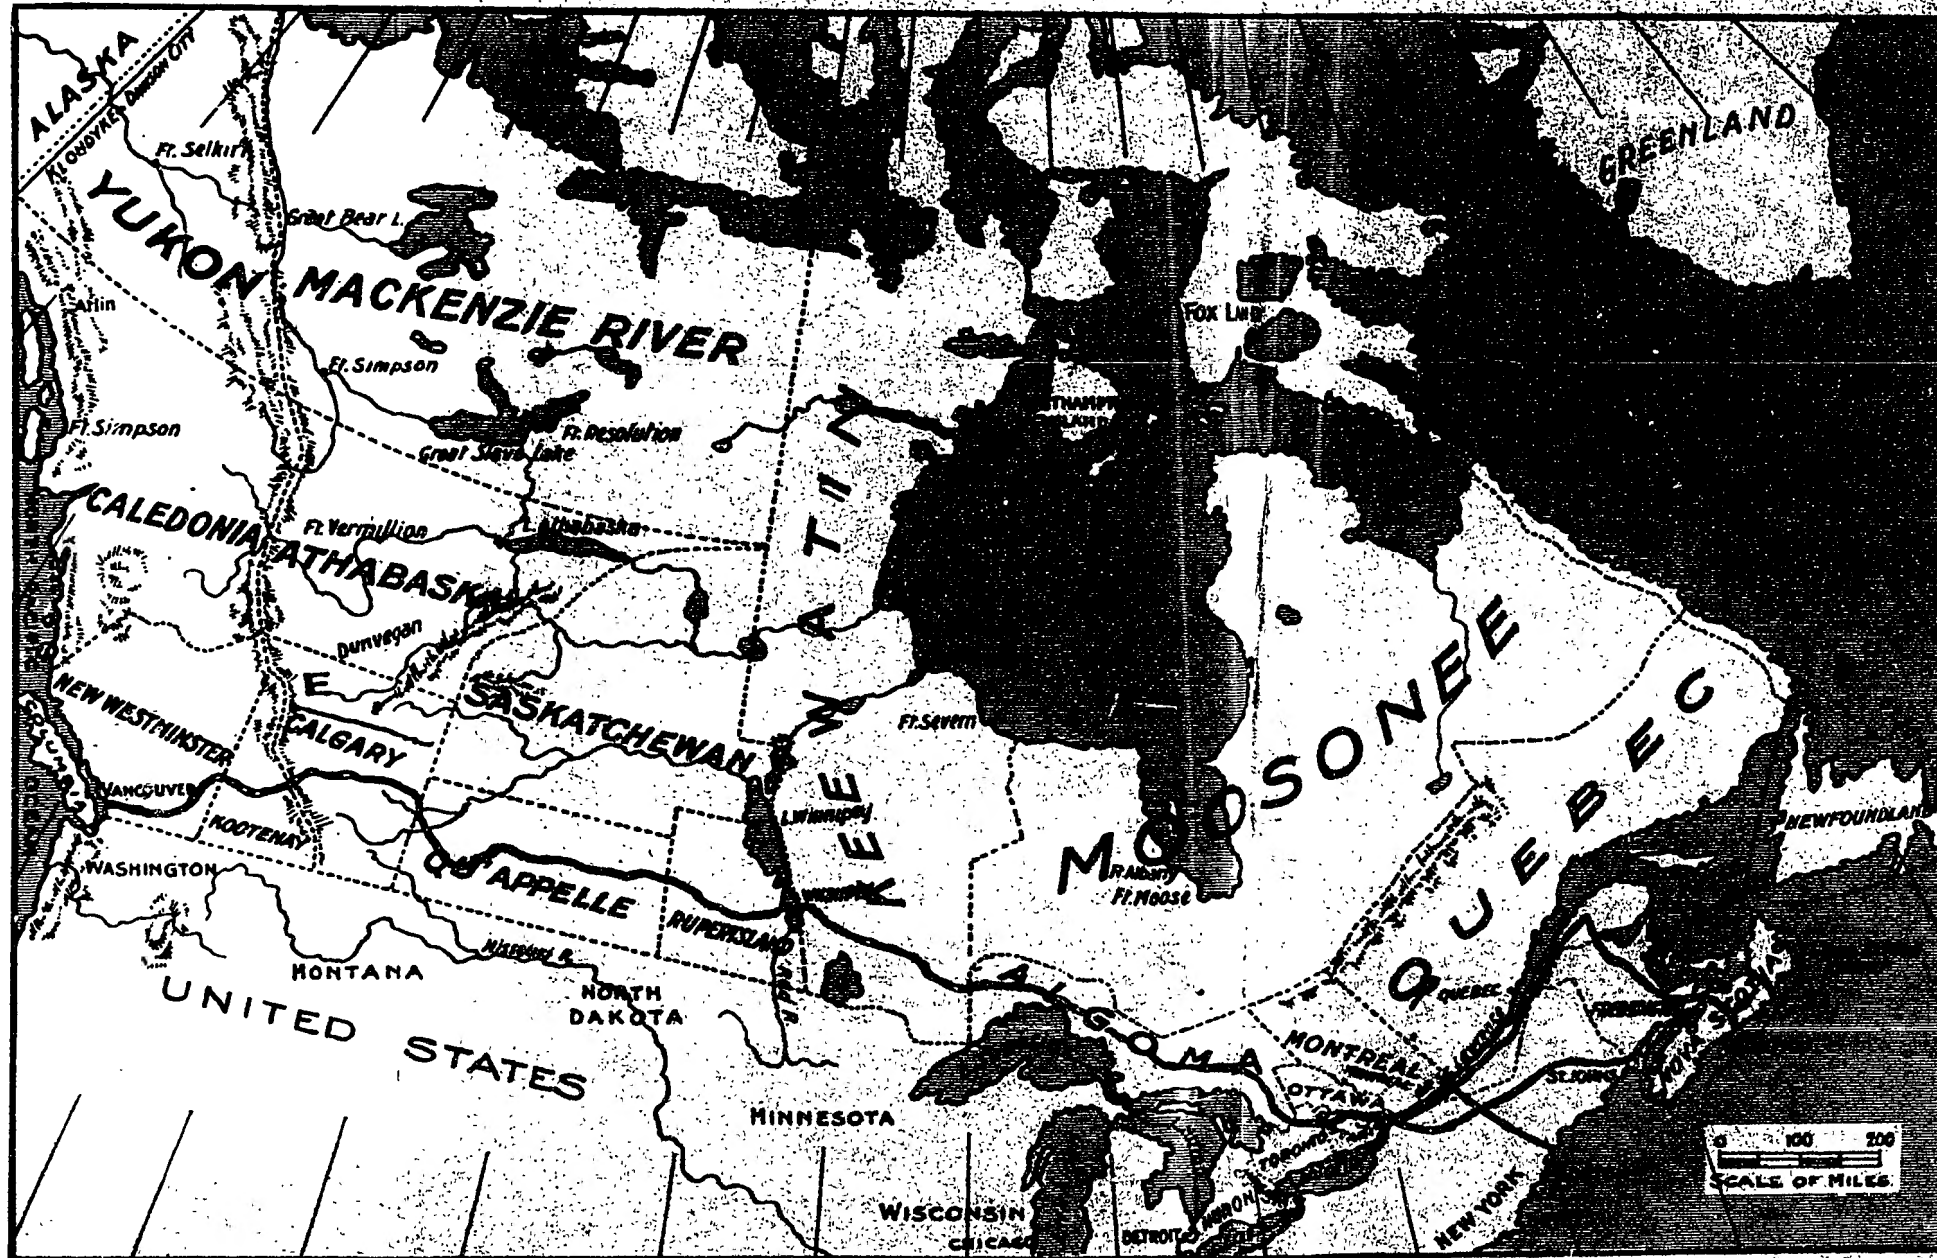 ALASKA
DAWSON CITY
GREENLAND
Ft. Selkirk
YUKON
Great Bear L.
MACKENZIE RIVER
Atlin
FOX LAND
Ft. Simpson
Ft. Simpson
Ft. Resolution
Great Slave Lake
CALEDONIA
Ft. Vermillion
L. Athabaska
ATHABASKA
KEEWATIN
Dunvegan
E
SASKATCHEWAN
NEW WESTMINSTER
CALGARY
Ft. Severn
MOOSONEE
QUEBEC
COLUMBIA
VANCOUVER
KOOTENAY
L. Winnipeg
NEWFOUNDLAND
WASHINGTON
QU'APPELLE
RUPERTSLAND
R. Albany
Ft. Moose
Missouri R.
Red R.
MONTANA
UNITED STATES
NORTH
DAKOTA
ALGOMA
QUEBEC
MONTREAL
OTTAWA
NOVA SCOTIA
ST. JOHNS
MINNESOTA
TORONTO
HURON
WISCONSIN
CHICAGO
DETROIT
NEW YORK
0 100 200
SCALE OF MILES